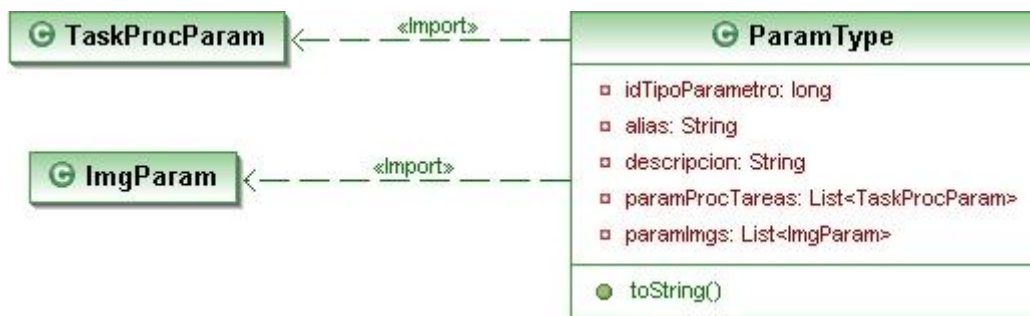 TaskProcParam
«Import»
ParamType
idTipoParametro: long
alias: String
descripcion: String
paramProcTareas: List<TaskProcParam>
paramImgs: List<ImgParam>
toString()
ImgParam
«Import»